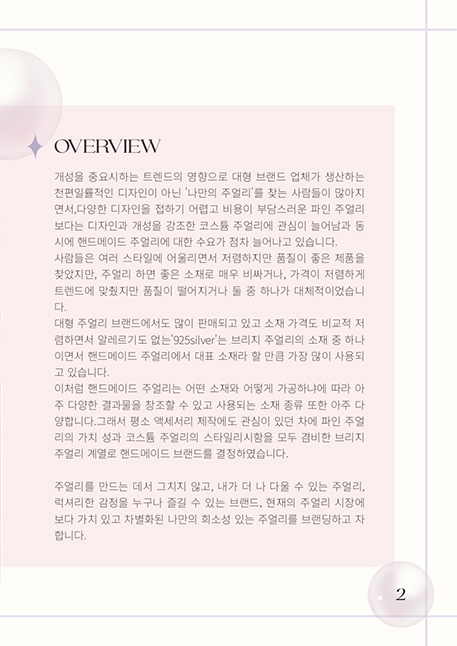 OVERVIEW
개성을 중요시하는 트렌드의 영향으로 대형 브랜드 업체가 생산하는
천편일률적인 디자인이 아닌 '나만의 주얼리'를 찾는 사람들이 많아지
면서,다양한 디자인을 접하기 어렵고 비용이 부담스러운 파인 주얼리
보다는 디자인과 개성을 강조한 코스튬 주얼리에 관심이 늘어남과 동
시에 핸드메이드 주얼리에 대한 수요가 점차 늘어나고 있습니다.
사람들은 여러 스타일에 어울리면서 저렴하지만 품질이 좋은 제품을
찾았지만, 주얼리 하면 좋은 소재로 매우 비싸거나, 가격이 저렴하게
트렌드에 맞췄지만 품질이 떨어지거나 둘 중 하나가 대체적이었습니
다.
대형 주얼리 브랜드에서도 많이 판매되고 있고 소재 가격도 비교적 저
렴하면서 알레르기도 없는'925silver'는 브리지 주얼리의 소재 중 하나
이면서 핸드메이드 주얼리에서 대표 소재라 할 만큼 가장 많이 사용되
고 있습니다.
이처럼 핸드메이드 주얼리는 어떤 소재와 어떻게 가공하냐에 따라 아
주 다양한 결과물을 창조할 수 있고 사용되는 소재 종류 또한 아주 다
양합니다.그래서 평소 액세서리 제작에도 관심이 있던 차에 파인 주얼
리의 가치 성과 코스튬 주얼리의 스타일리시함을 모두 겸비한 브리지
주얼리 계열로 핸드메이드 브랜드를 결정하였습니다.
주얼리를 만드는 데서 그치지 않고, 내가 더 나 다울 수 있는 주얼리,
럭셔리한 감정을 누구나 즐길 수 있는 브랜드, 현재의 주얼리 시장에
보다 가치 있고 차별화된 나만의 희소성 있는 주얼리를 브랜딩하고 자
합니다.
2